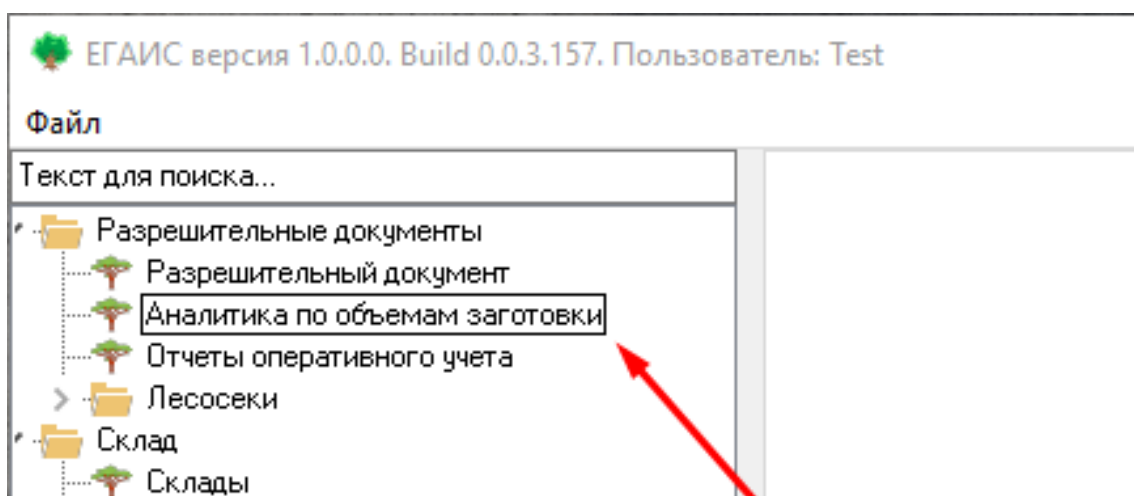 ЕГАИС версия 1.0.0.0. Build 0.0.3.157. Пользователь: Test
Файл
Текст для поиска...
Разрешительные документы
Разрешительный документ
Аналитика по объемам заготовки
Отчеты оперативного учета
Лесосеки
Склад
Склады